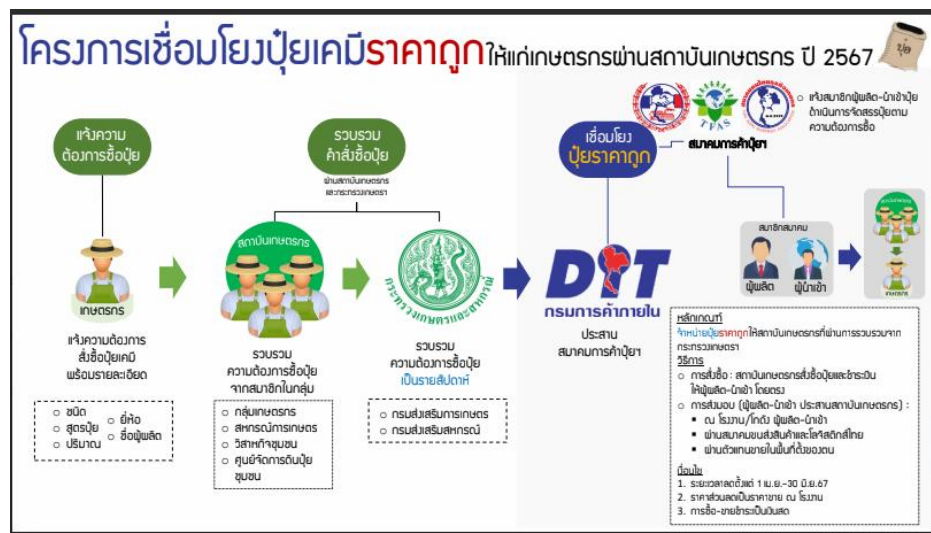 โครงการเชื่อมโยงปุ๋ยเคมีราคาถูกให้แก่เกษตรกรผ่านสถาบันเกษตรกร ปี 2567
ปุ๋ย
แจ้งความ
ต้องการซื้อปุ๋ย
เกษตรกร
แจ้งความต้องการ
สั่งซื้อปุ๋ยเคมี
พร้อมรายละเอียด
○ ชนิด
○ สูตรปุ๋ย
○ ปริมาณ
○ ยี่ห้อ
○ ชื่อผู้ผลิต
รวบรวม
คำสั่งซื้อปุ๋ย
ผ่านสถาบันเกษตรกร
และกระทรวงเกษตรฯ
สถาบันเกษตรกร
รวบรวม
ความต้องการซื้อปุ๋ย
จากสมาชิกในกลุ่ม
○ กลุ่มเกษตรกร
○ สหกรณ์การเกษตร
○ วิสาหกิจชุมชน
○ ศูนย์จัดการดินปุ๋ย
ชุมชน
กระทรวงเกษตรและสหกรณ์
รวบรวม
ความต้องการซื้อปุ๋ย
เป็นรายสัปดาห์
○ กรมส่งเสริมการเกษตร
○ กรมส่งเสริมสหกรณ์
เชื่อมโยง
ปุ๋ยราคาถูก
DIT
กรมการค้าภายใน
ประสาน
สมาคมการค้าปุ๋ยฯ
TFAS
สมาคมการค้าปุ๋ยฯ
○ แจ้งสมาชิกผู้ผลิต-นำเข้าปุ๋ย
ดำเนินการจัดสรรปุ๋ยตาม
ความต้องการซื้อ
สมาชิกสมาคม
ผู้ผลิต
ผู้นำเข้า
สถาบันเกษตรกร
เกษตรกร
หลักเกณฑ์
จำหน่ายปุ๋ยราคาถูกให้สถาบันเกษตรกรที่ผ่านการรวบรวมจาก
กระทรวงเกษตรฯ
วิธีการ
○ การสั่งซื้อ : สถาบันเกษตรกรสั่งซื้อปุ๋ยและชำระเงิน
ให้ผู้ผลิต-นำเข้า โดยตรง
○ การส่งมอบ (ผู้ผลิต-นำเข้า ประสานสถาบันเกษตรกร) :
▪ ณ โรงงาน/โกดัง ผู้ผลิต-นำเข้า
▪ ผ่านสมาคมขนส่งสินค้าและโลจิสติกส์ไทย
▪ ผ่านตัวแทนขายในพื้นที่ตั้งของตน
เงื่อนไข
1. ระยะเวลาลดตั้งแต่ 1 เม.ย.-30 มิ.ย.67
2. ราคาส่วนลดเป็นราคาขาย ณ โรงงาน
3. การซื้อ-ขายชำระเป็นเงินสด